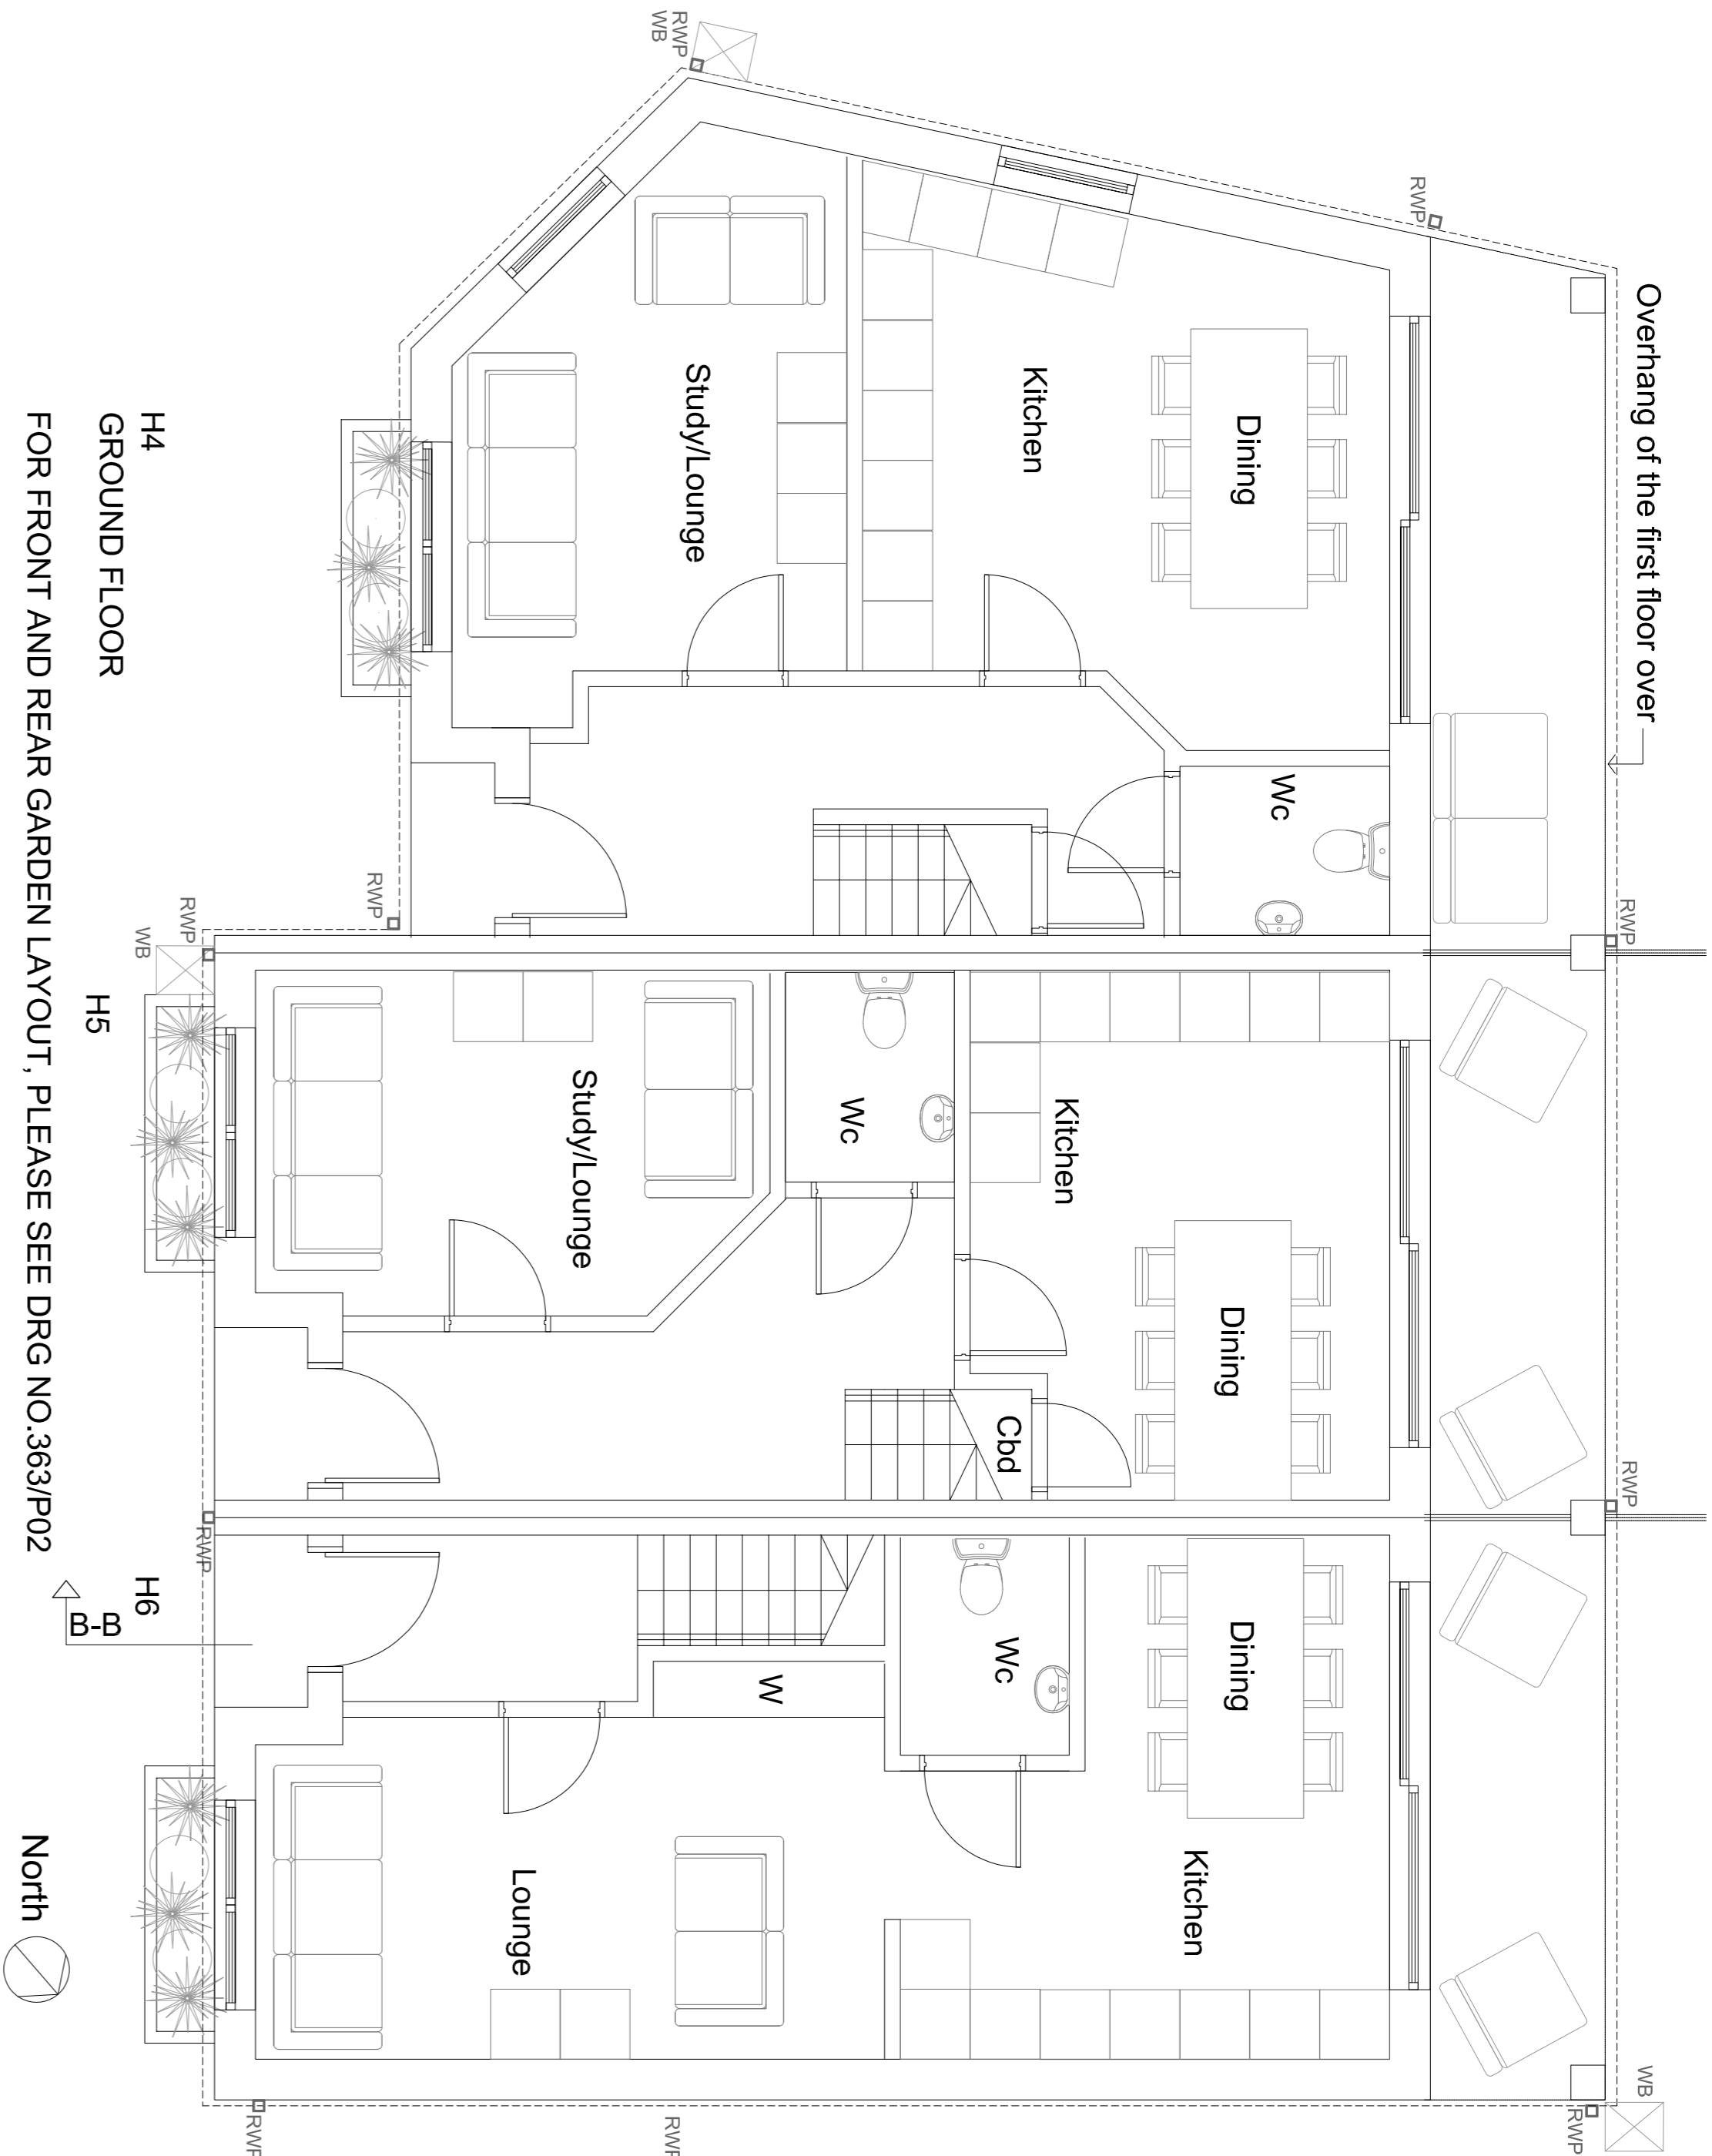 Overhang of the first floor over
RWP
WB
RWP
RWP
RWP
WB
RWP
Dining
Kitchen
Wc
Dining
Kitchen
Cbd
Dining
Kitchen
Wc
Study/Lounge
Wc
Study/Lounge
W
Lounge
RWP
RWP
WB
RWP
RWP
RWP
H4
GROUND FLOOR
H5
H6
B-B
FOR FRONT AND REAR GARDEN LAYOUT, PLEASE SEE DRG NO.363/P02
North